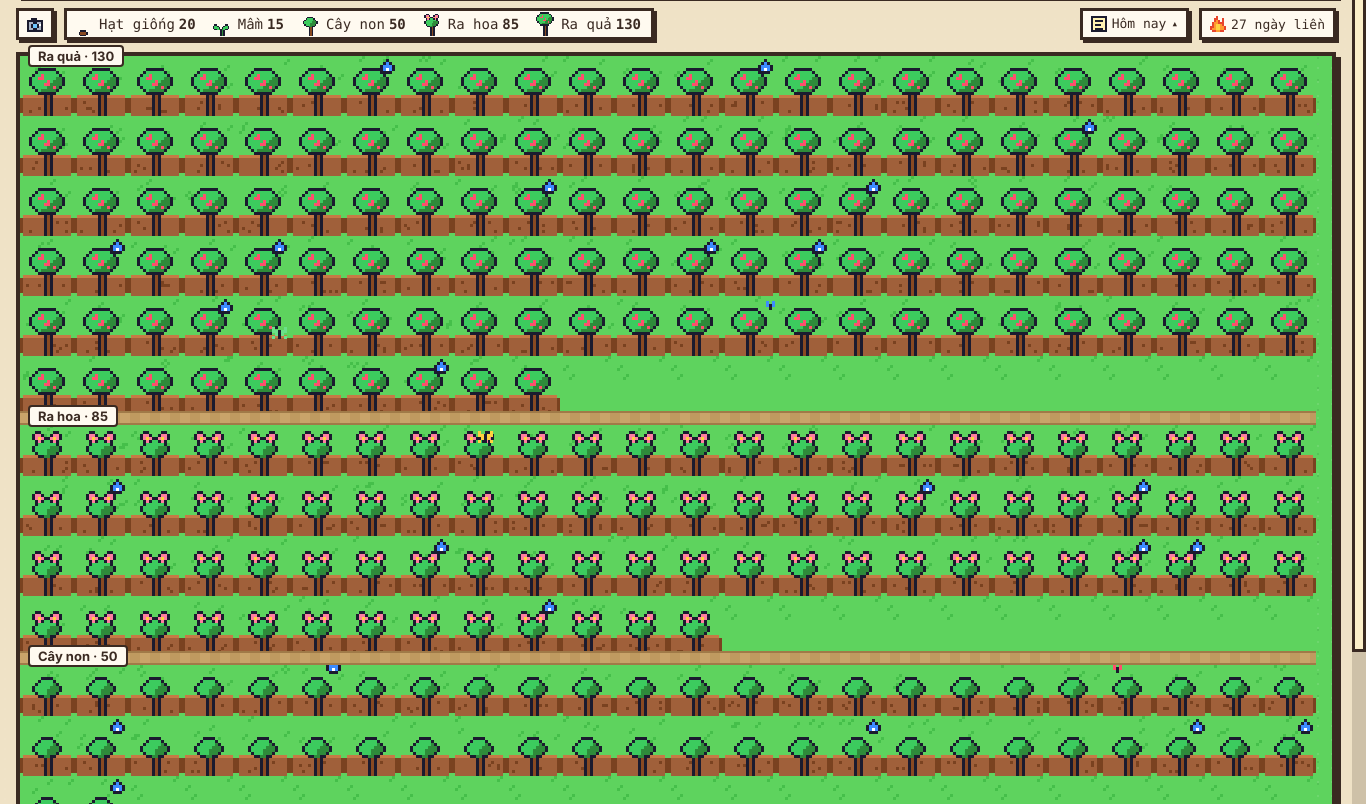 Hạt giống 20 Mầm 15 Cây non 50 Ra hoa 85 Ra quả 130 Hôm nay 27 ngày liền
Ra quả · 130
Ra hoa · 85
Cây non · 50